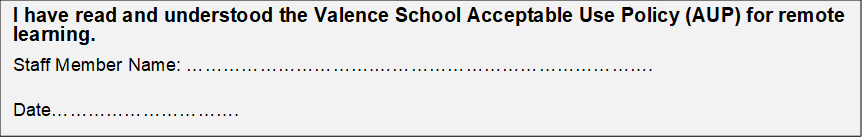 I have read and understood the Valence School Acceptable Use Policy (AUP) for remote
learning.
Staff Member Name: ………………………….……………………………………….
Date………………………….